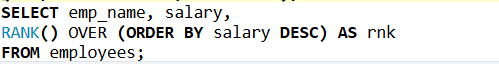 SELECT emp_name, salary,
RANK() OVER (ORDER BY salary DESC) AS rnk
FROM employees;